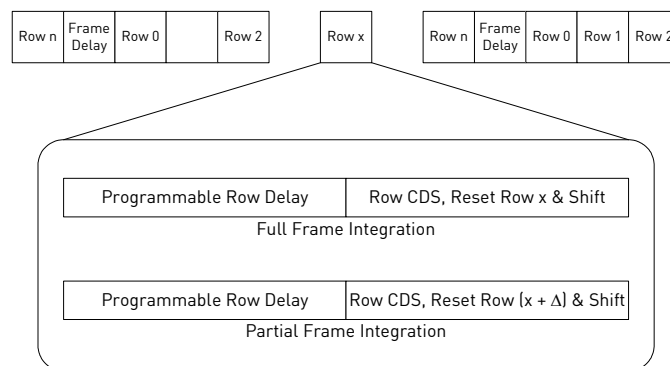 Row n
Frame
Delay
Row 0
Row 2
Row x
Row n
Frame
Delay
Row 0
Row 1
Row 2
Programmable Row Delay
Row CDS, Reset Row x & Shift
Full Frame Integration
Programmable Row Delay
Row CDS, Reset Row (x + Δ) & Shift
Partial Frame Integration